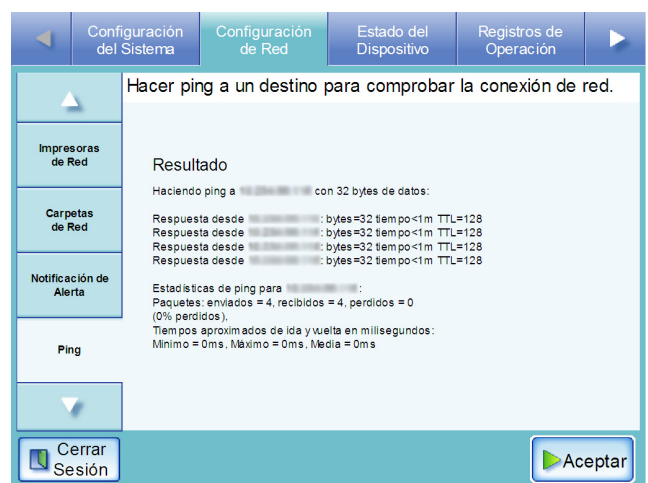 Configuración
del Sistema
Configuración
de Red
Estado del
Dispositivo
Registros de
Operación
Hacer ping a un destino para comprobar la conexión de red.
Impresoras
de Red
Carpetas
de Red
Notificación de
Alerta
Ping
Resultado
Haciendo ping a con 32 bytes de datos:
Respuesta desde : bytes=32 tiempo<1m TTL=128
Respuesta desde : bytes=32 tiempo<1m TTL=128
Respuesta desde : bytes=32 tiempo<1m TTL=128
Respuesta desde : bytes=32 tiempo<1m TTL=128
Estadísticas de ping para :
Paquetes: enviados = 4, recibidos = 4, perdidos = 0
(0% perdidos),
Tiempos aproximados de ida y vuelta en milisegundos:
Mínimo = 0ms, Máximo = 0ms, Media = 0ms
Cerrar
Sesión
Aceptar